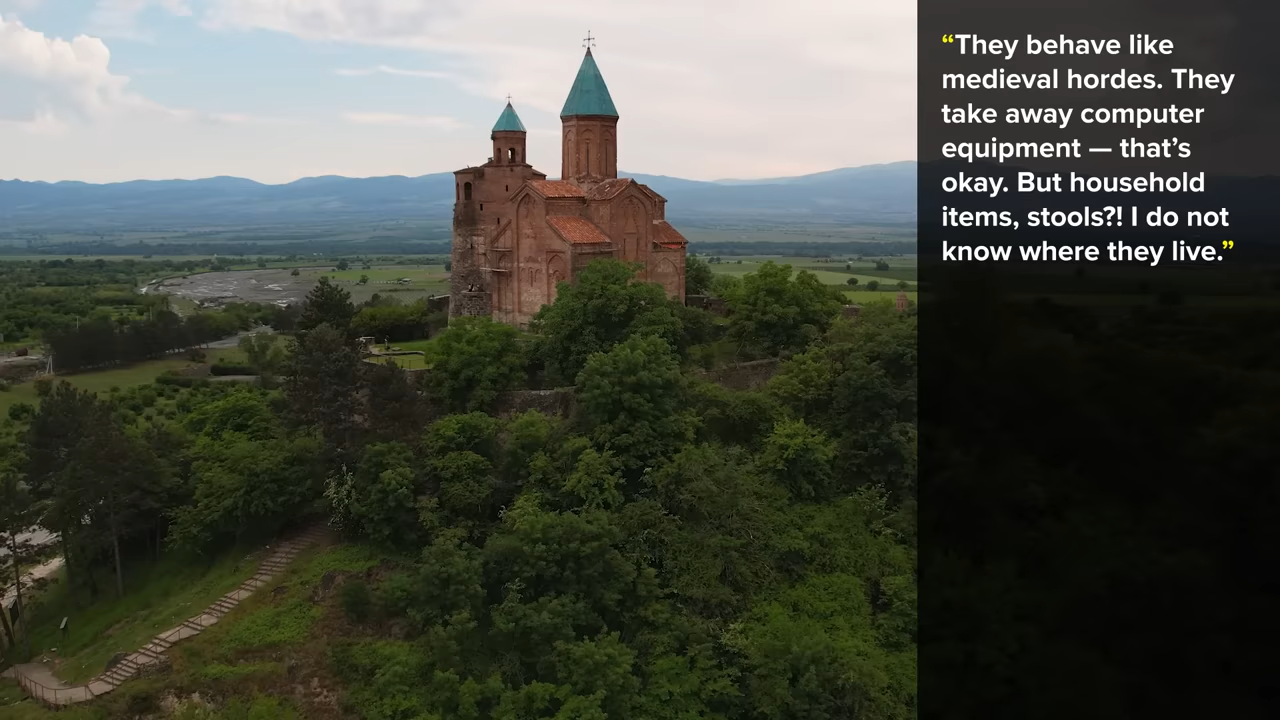 “They behave like
medieval hordes. They
take away computer
equipment — that’s
okay. But household
items, stools?! I do not
know where they live.”